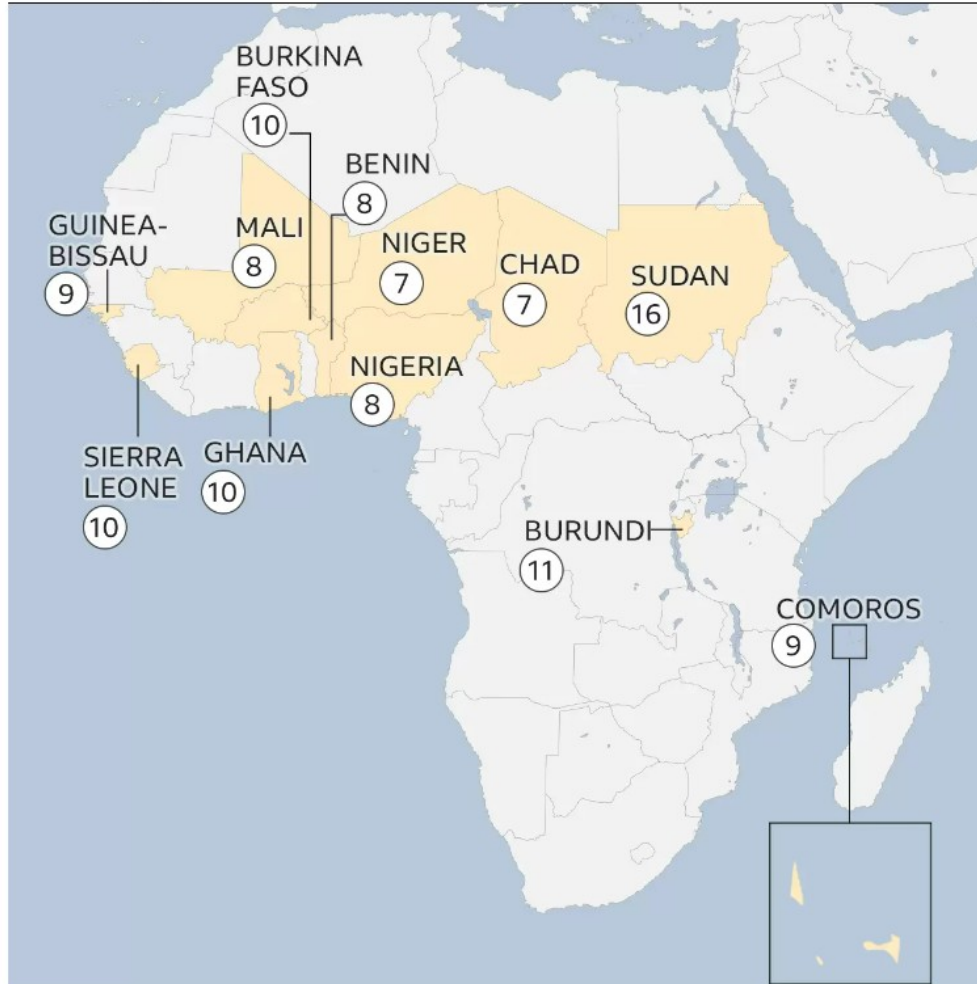 BURKINA
FASO
10
BENIN
8
GUINEA-
BISSAU
9
MALI
8
NIGER
7
CHAD
7
SUDAN
16
NIGERIA
8
SIERRA
LEONE
10
GHANA
10
BURUNDI
11
COMOROS
9